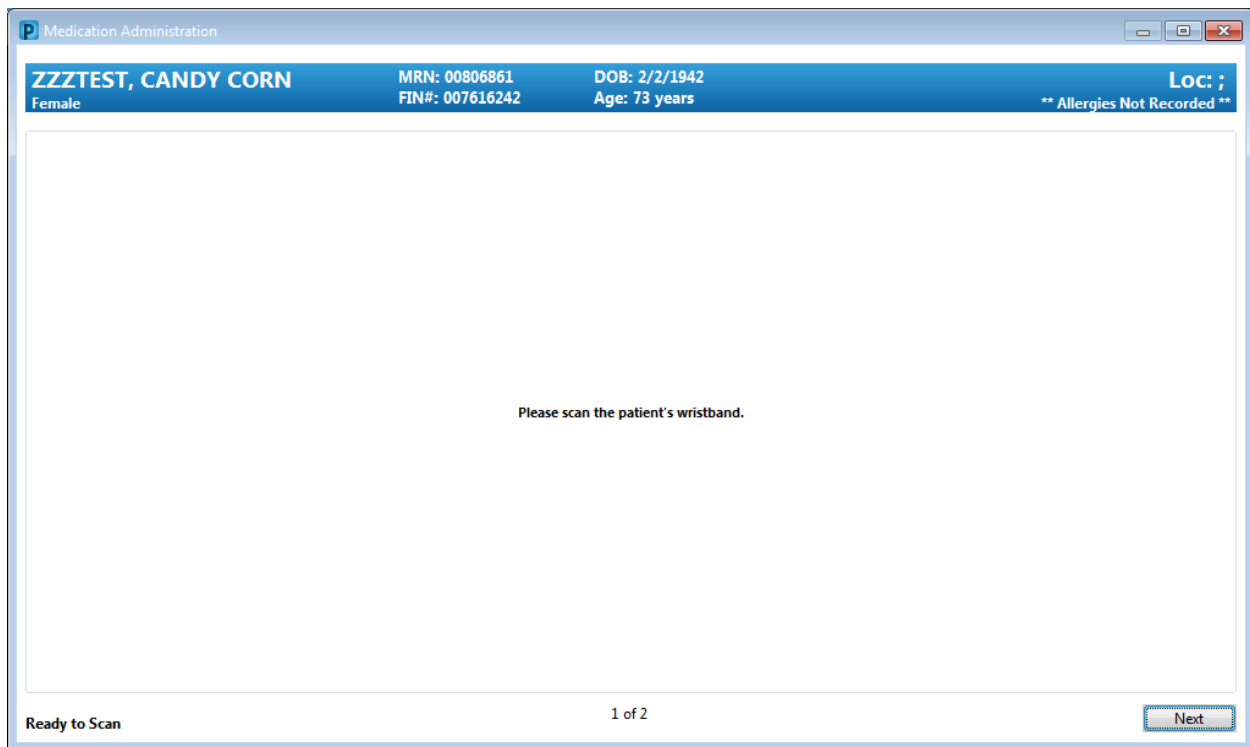 P Medication Administration
ZZZTEST, CANDY CORN MRN: 00806861 DOB: 2/2/1942 Loc: ;
Female FIN#: 007616242 Age: 73 years ** Allergies Not Recorded **
Please scan the patient's wristband.
Ready to Scan 1 of 2 Next